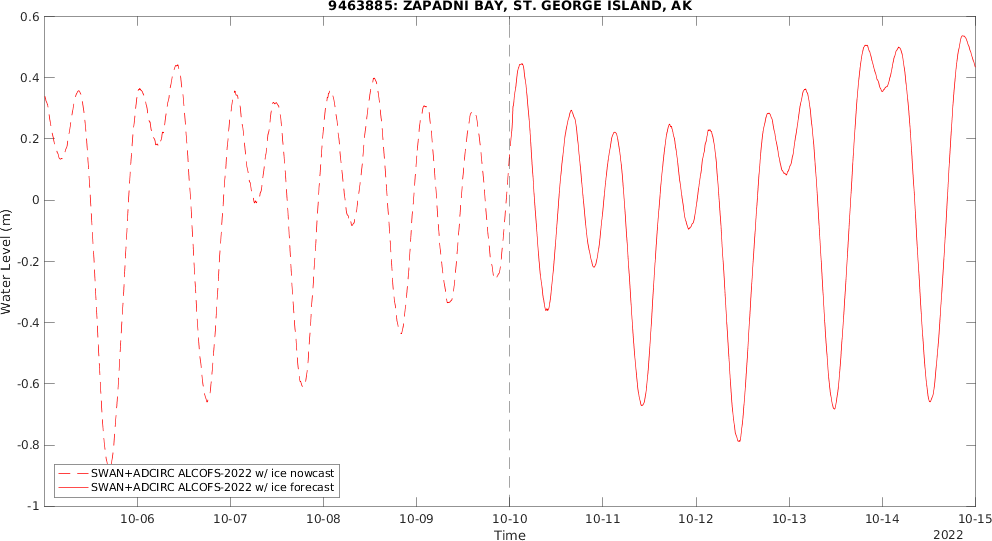 9463885: ZAPADNI BAY, ST. GEORGE ISLAND, AK
0.6
0.4
0.2
0
-0.2
-0.4
-0.6
-0.8
-1
Water Level (m)
SWAN+ADCIRC ALCOFS-2022 w/ ice nowcast
SWAN+ADCIRC ALCOFS-2022 w/ ice forecast
10-06 10-07 10-08 10-09 10-10 10-11 10-12 10-13 10-14 10-15
Time
2022